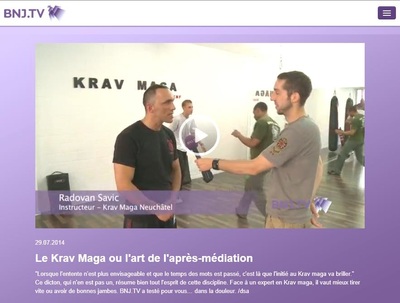 BNJ.TV
KRAV MAGA
Radovan Savic
Instructeur - Krav Maga Neuchâtel
BNJ.TV
29.07.2014
Le Krav Maga ou l'art de l'après-médiation
"Lorsque l'entente n'est plus envisageable et que le temps des mots est passé, c'est là que l'initié au Krav maga va briller."
Ce dicton, qui n'en est pas un, résume bien tout l'esprit de cette discipline. Face à un expert en Krav maga, il vaut mieux tirer
vite ou avoir de bonnes jambes. BNJ TV a testé pour vous... dans la douleur. /dsa